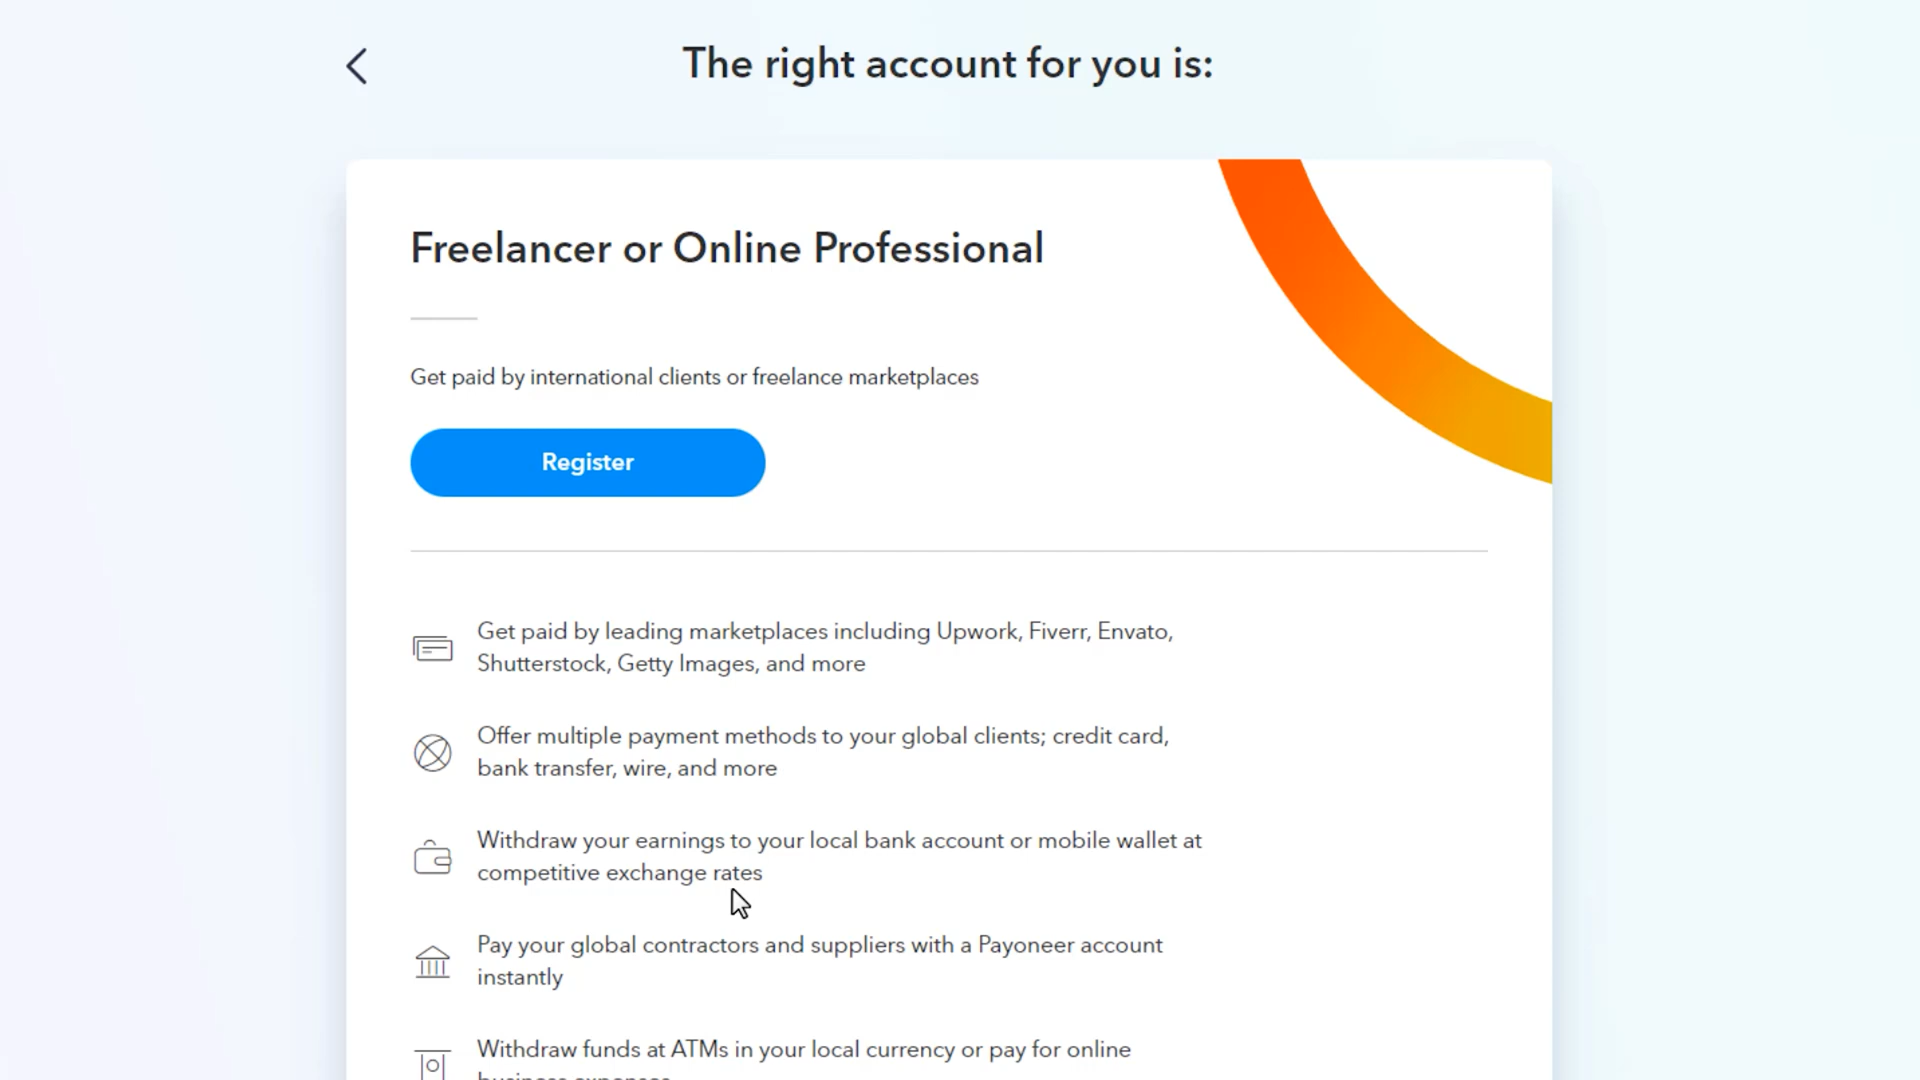 The right account for you is:
Freelancer or Online Professional
Get paid by international clients or freelance marketplaces
Register
Get paid by leading marketplaces including Upwork, Fiverr, Envato,
Shutterstock, Getty Images, and more
Offer multiple payment methods to your global clients; credit card,
bank transfer, wire, and more
Withdraw your earnings to your local bank account or mobile wallet at
competitive exchange rates
Pay your global contractors and suppliers with a Payoneer account
instantly
Withdraw funds at ATMs in your local currency or pay for online